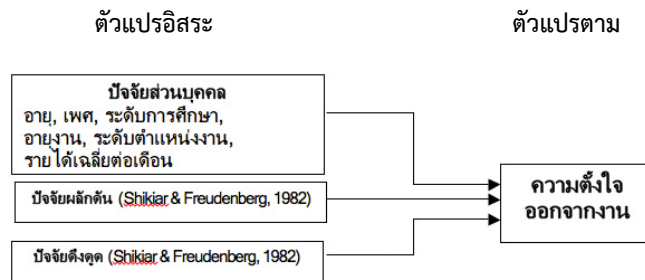 ตัวแปรอิสระ
ตัวแปรตาม
ปัจจัยส่วนบุคคล
อายุ, เพศ, ระดับการศึกษา,
อายุงาน, ระดับตำแหน่งงาน,
รายได้เฉลี่ยต่อเดือน
ปัจจัยผลักดัน (Shikiar & Freudenberg, 1982)
ปัจจัยดึงดูด (Shikiar & Freudenberg, 1982)
ความตั้งใจ
ออกจากงาน